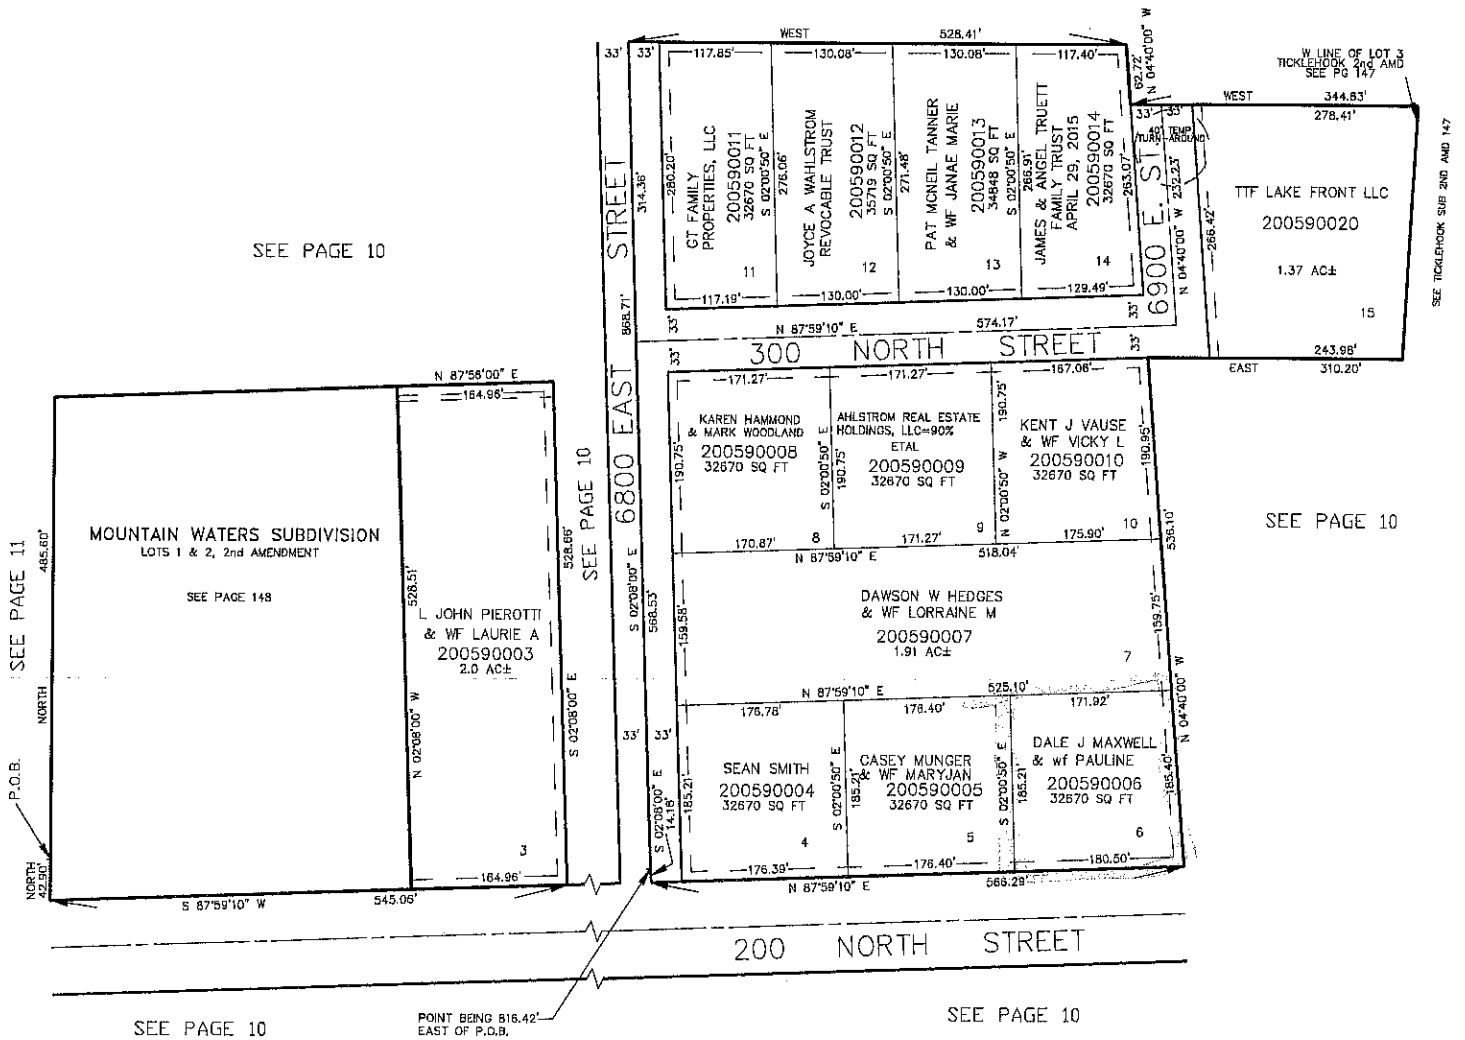 WEST 528.41'
33' 33' 117.85' 130.08' 130.08' 117.40'
62.72'
N 04°40'00" W
W LINE OF LOT 3
TICKLEHOOK 2nd AMD
SEE PG 147
WEST 344.83'
278.41'
33' 33'
40' TEMP
TURN-AROUND
SEE TICKLEHOOK SUB 2ND AMD 147
314.36'
280.20'
GT FAMILY
PROPERTIES, LLC
200590011
32670 SQ FT
S 02°00'50" E
276.06'
11
117.19'
JOYCE A WAHLSTROM
REVOCABLE TRUST
200590012
35719 SQ FT
S 02°00'50" E
271.48'
12
130.00'
PAT MCNEIL TANNER
& WF JANAE MARIE
200590013
34848 SQ FT
S 02°00'50" E
266.91'
13
130.00'
JAMES & ANGEL TRUETT
FAMILY TRUST
APRIL 29, 2015
200590014
32670 SQ FT
263.07'
14
129.49'
6900 E. ST.
N 04°40'00" W 232.23'
266.42'
TTF LAKE FRONT LLC
200590020
1.37 AC±
15
243.98'
EAST 310.20'
SEE PAGE 10
868.71'
33' 33'
N 87°59'10" E 574.17'
300 NORTH STREET
33' 33'
6800 EAST STREET
N 87°58'00" E
164.96'
171.27' 171.27' 167.06'
KAREN HAMMOND
& MARK WOODLAND
200590008
32670 SQ FT
190.75'
S 02°00'50" E
190.75'
170.87' 8
AHLSTROM REAL ESTATE
HOLDINGS, LLC=90%
ETAL
200590009
32670 SQ FT
N 02°00'50" W 190.75'
171.27' 9
KENT J VAUSE
& WF VICKY L
200590010
32670 SQ FT
190.95'
175.90' 10
N 87°59'10" E 518.04'
536.10'
SEE PAGE 10
SEE PAGE 11
485.60'
NORTH
MOUNTAIN WATERS SUBDIVISION
LOTS 1 & 2, 2nd AMENDMENT
SEE PAGE 148
528.51'
N 02°08'00" W
L JOHN PIEROTTI
& WF LAURIE A
200590003
2.0 AC±
528.66'
S 02°08'00" E
SEE PAGE 10
S 02°08'00" E
568.53'
159.58'
DAWSON W HEDGES
& WF LORRAINE M
200590007
1.91 AC±
7
159.75'
N 04°40'00" W
N 87°59'10" E 525.10'
176.78' 176.40' 171.92'
33' 33'
S 02°08'00" E
14.18'
185.21'
SEAN SMITH
200590004
32670 SQ FT
4
S 02°00'50" E
185.21'
CASEY MUNGER
& WF MARYJAN
200590005
32670 SQ FT
5
S 02°00'50" E
185.21'
DALE J MAXWELL
& wf PAULINE
200590006
32670 SQ FT
6
185.40'
176.39' 176.40' 180.50'
N 87°59'10" E 566.29'
P.O.B.
NORTH
42.90'
3
164.96'
S 87°59'10" W 545.06'
200 NORTH STREET
POINT BEING 816.42'
EAST OF P.O.B.
SEE PAGE 10
SEE PAGE 10